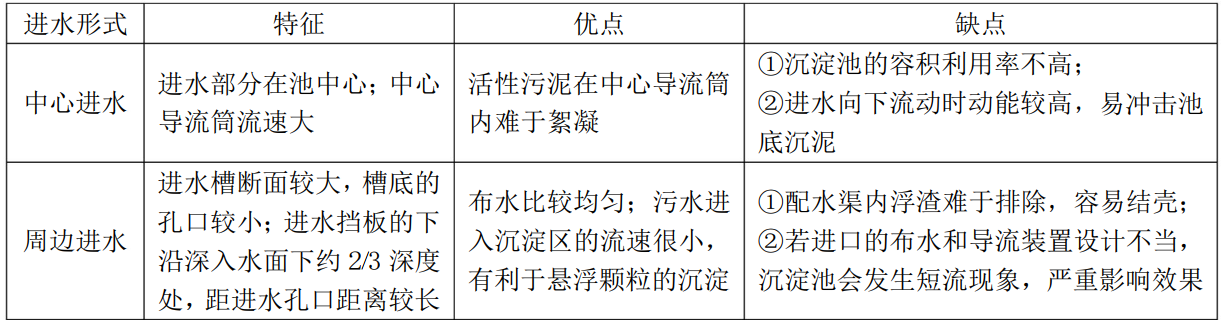 进水形式 特征 优点 缺点
中心进水
进水部分在池中心；中心
导流筒流速大
活性污泥在中心导流筒
内难于絮凝
①沉淀池的容积利用率不高；
②进水向下流动时动能较高，易冲击池
底沉泥
周边进水
进水槽断面较大，槽底的
孔口较小；进水挡板的下
沿深入水面下约 2/3 深度
处，距进水孔口距离较长
布水比较均匀；污水进
入沉淀区的流速很小，
有利于悬浮颗粒的沉淀
①配水渠内浮渣难于排除，容易结壳；
②若进口的布水和导流装置设计不当，
沉淀池会发生短流现象，严重影响效果